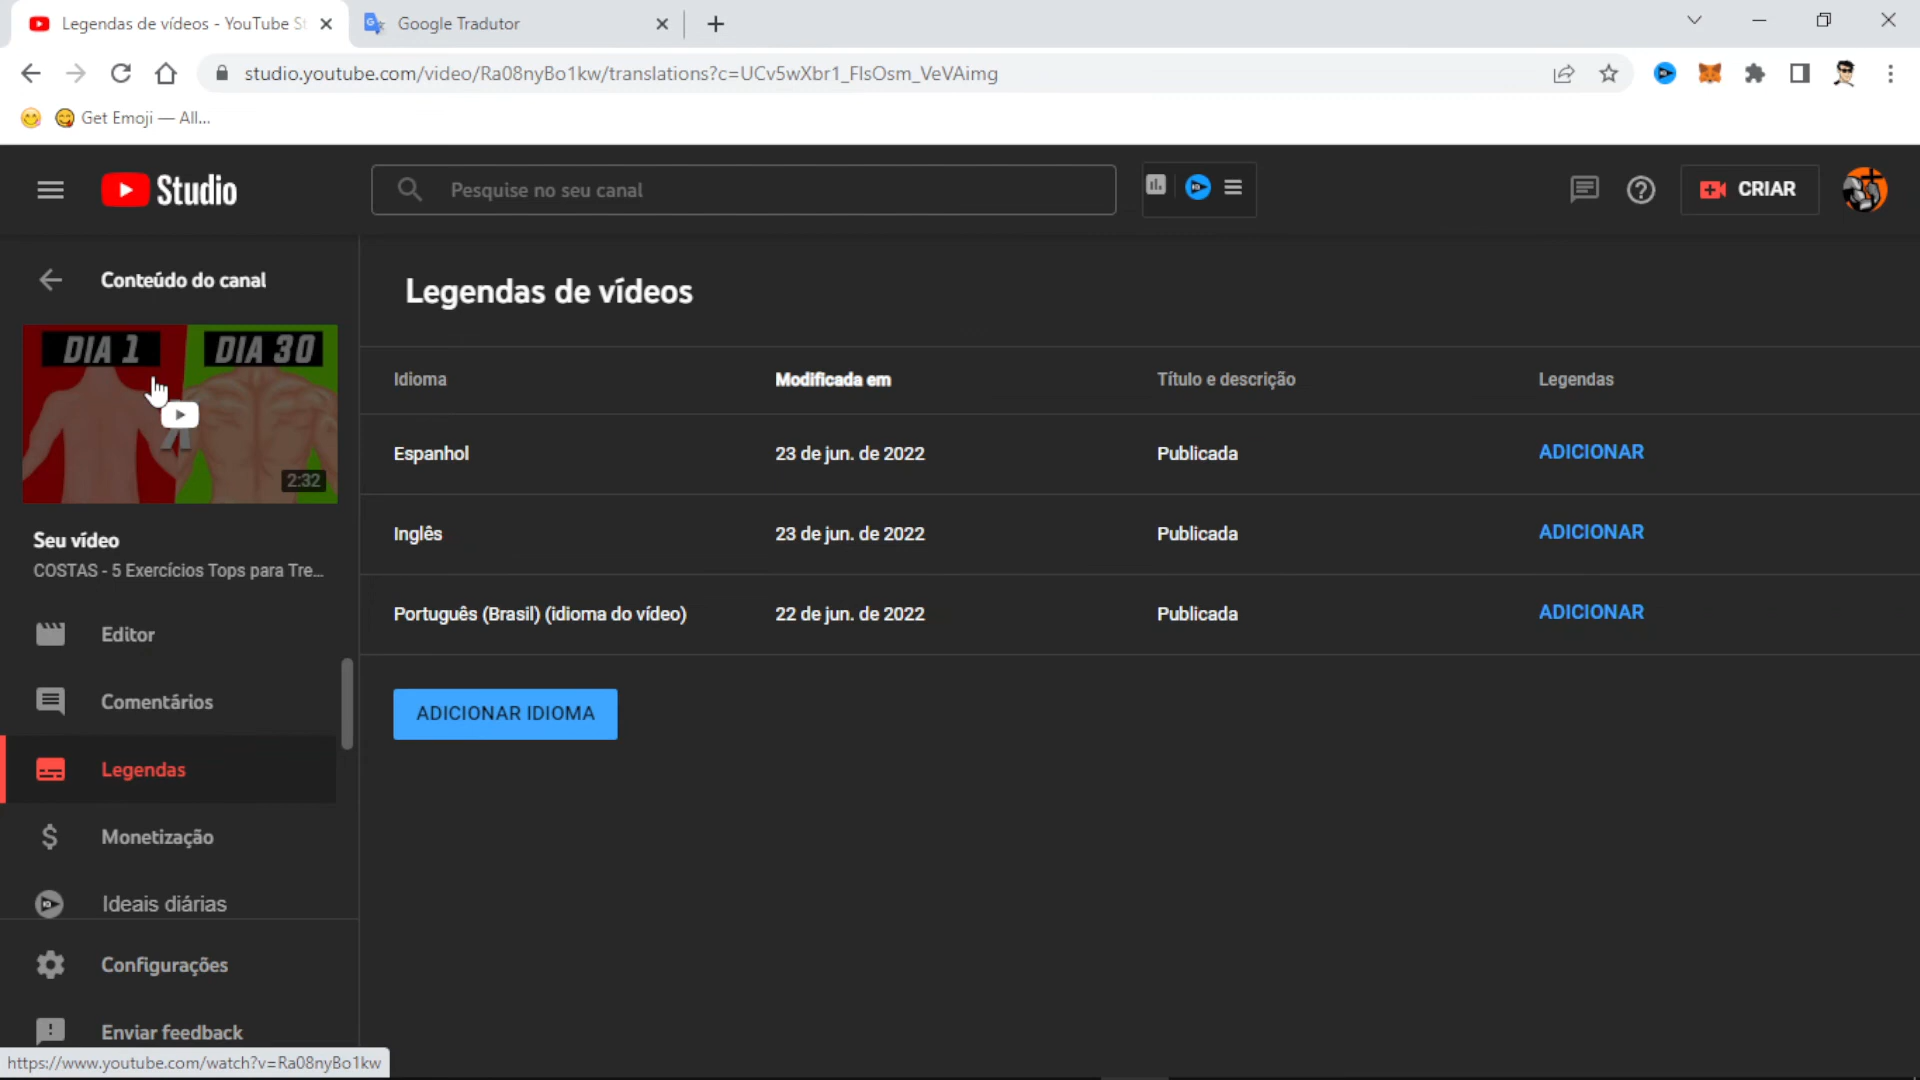 Legendas de vídeos - YouTube St
Google Tradutor
studio.youtube.com/video/Ra08nyBo1kw/translations?c=UCv5wXbr1_FlsOsm_VeVAimg
Get Emoji — All...
Studio
Pesquise no seu canal
CRIAR
Conteúdo do canal
DIA 1
DIA 30
2:32
Seu vídeo
COSTAS - 5 Exercícios Tops para Tre...
Editor
Comentários
Legendas
Monetização
Ideais diárias
Configurações
Enviar feedback
https://www.youtube.com/watch?v=Ra08nyBo1kw
Legendas de vídeos
Idioma Modificada em Título e descrição Legendas
Espanhol 23 de jun. de 2022 Publicada ADICIONAR
Inglês 23 de jun. de 2022 Publicada ADICIONAR
Português (Brasil) (idioma do vídeo) 22 de jun. de 2022 Publicada ADICIONAR
ADICIONAR IDIOMA